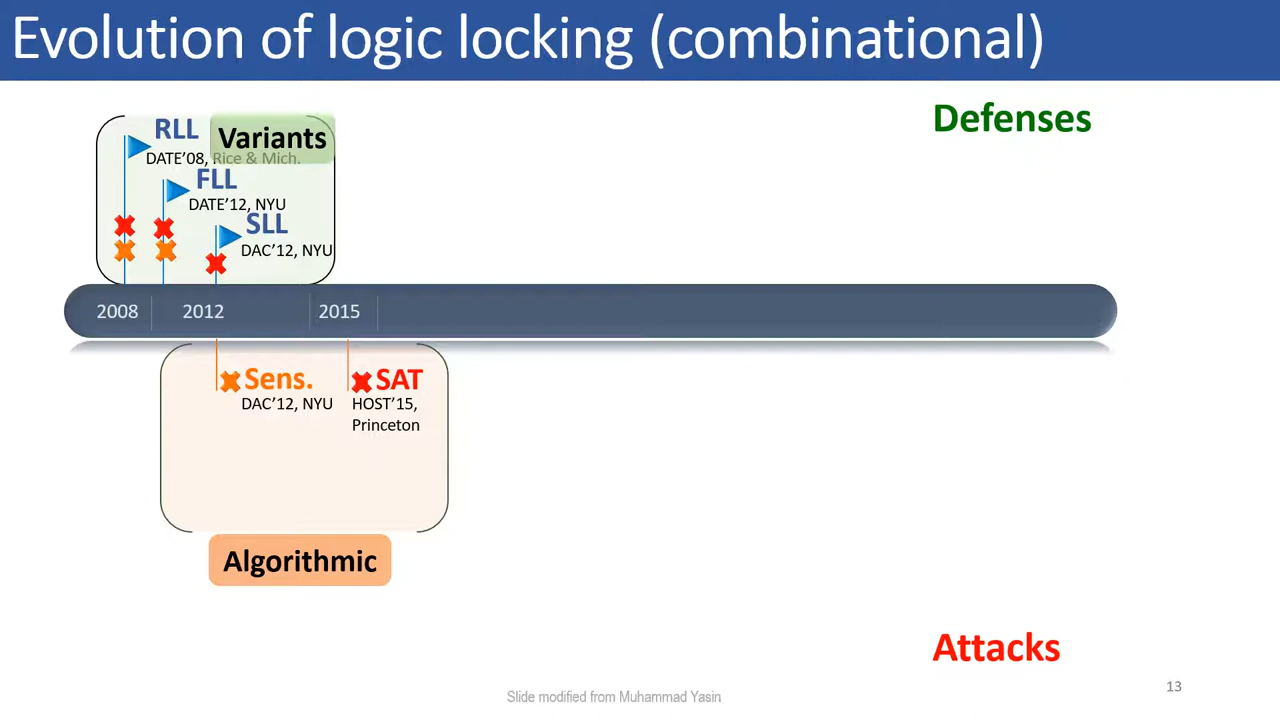 Evolution of logic locking (combinational)
Defenses
RLL
Variants
DATE’08, Rice & Mich.
FLL
DATE’12, NYU
SLL
DAC’12, NYU
2008
2012
2015
Sens.
DAC’12, NYU
SAT
HOST’15,
Princeton
Algorithmic
Attacks
13
Slide modified from Muhammad Yasin